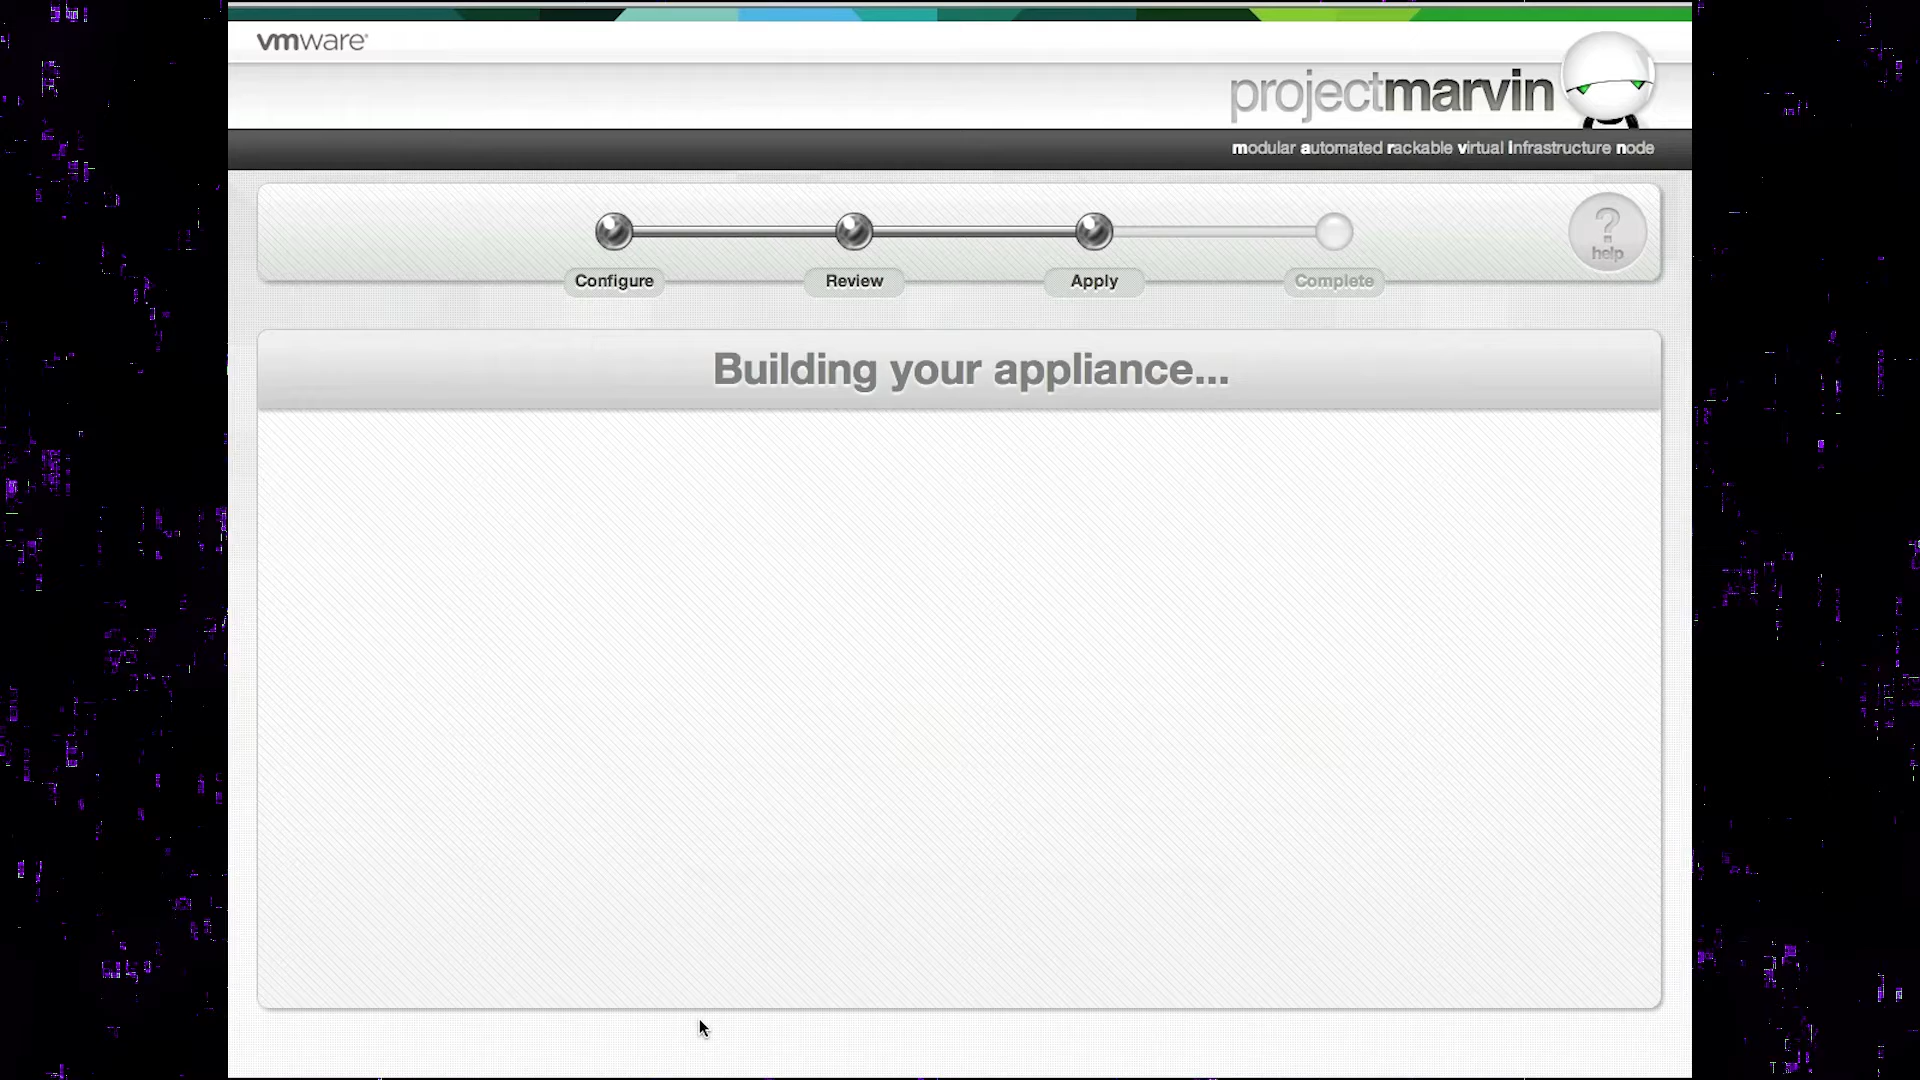 vmware®
projectmarvin
modular automated rackable virtual Infrastructure node
?
help
Configure
Review
Apply
Complete
Building your appliance...